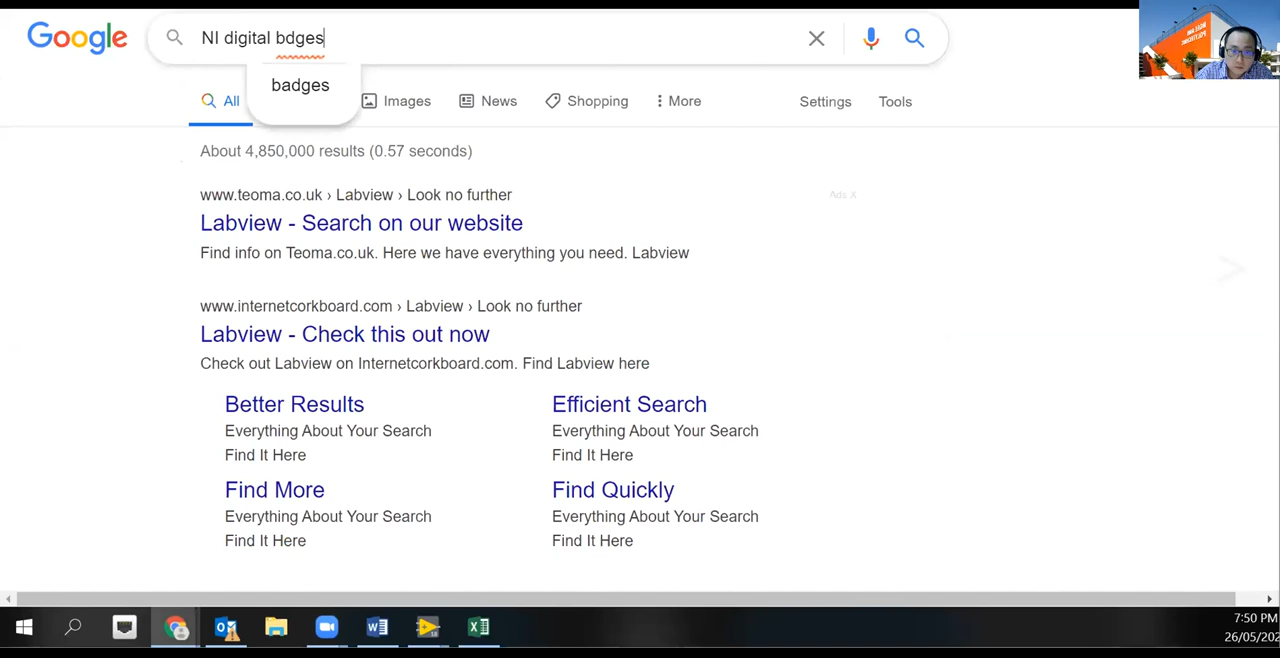 Google
NI digital bdges
badges
All
Images
News
Shopping
More
Settings
Tools
About 4,850,000 results (0.57 seconds)
www.teoma.co.uk › Labview › Look no further
Ads X
Labview - Search on our website
Find info on Teoma.co.uk. Here we have everything you need. Labview
www.internetcorkboard.com › Labview › Look no further
Labview - Check this out now
Check out Labview on Internetcorkboard.com. Find Labview here
Better Results
Efficient Search
Everything About Your Search
Everything About Your Search
Find It Here
Find It Here
Find More
Find Quickly
Everything About Your Search
Everything About Your Search
Find It Here
Find It Here
7:50 PM
26/05/202